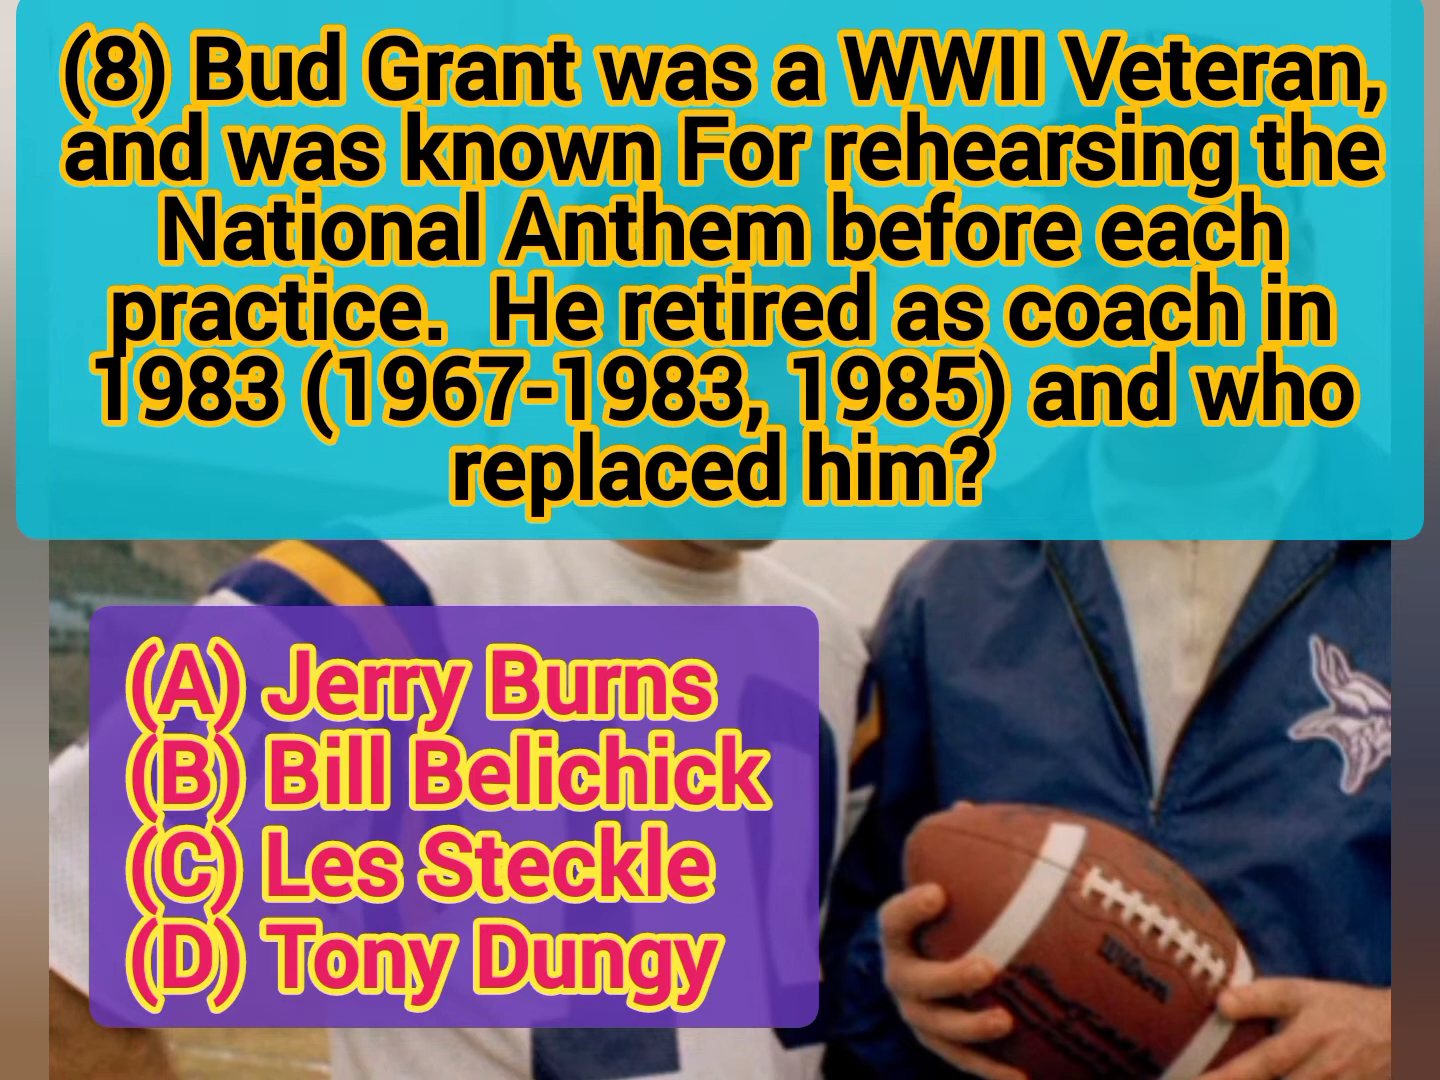 (8) Bud Grant was a WWII Veteran,
and was known For rehearsing the
National Anthem before each
practice.  He retired as coach in
1983 (1967-1983, 1985) and who
replaced him?
(A) Jerry Burns
(B) Bill Belichick
(C) Les Steckle
(D) Tony Dungy
Wilson